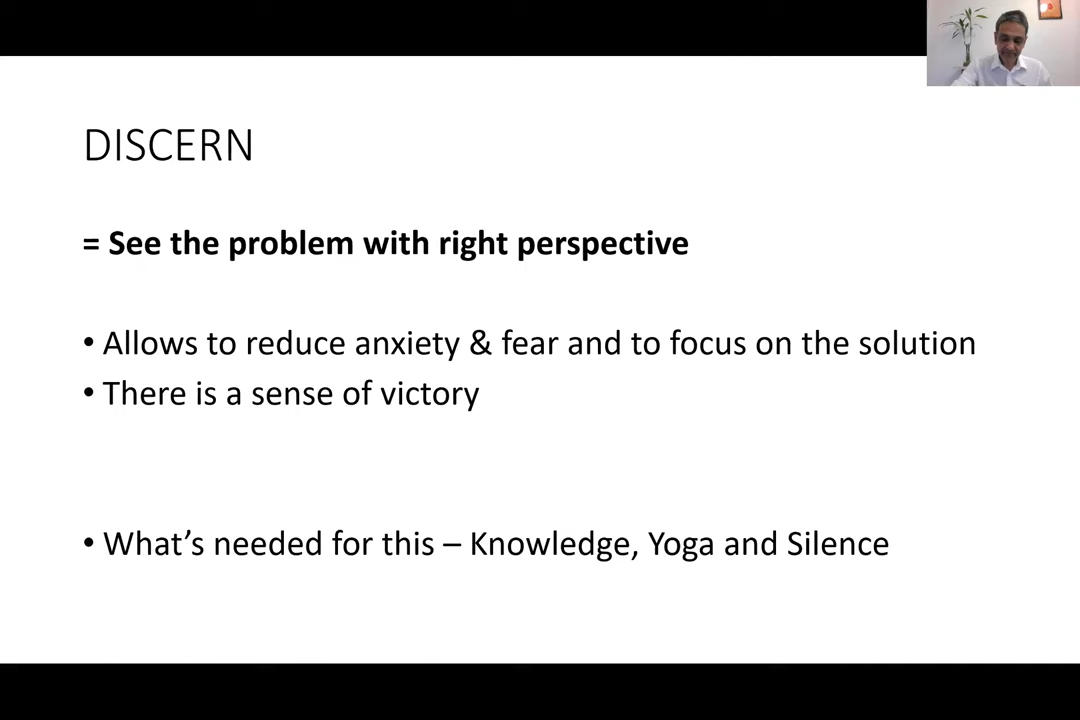 DISCERN
= See the problem with right perspective
• Allows to reduce anxiety & fear and to focus on the solution
• There is a sense of victory
• What’s needed for this – Knowledge, Yoga and Silence